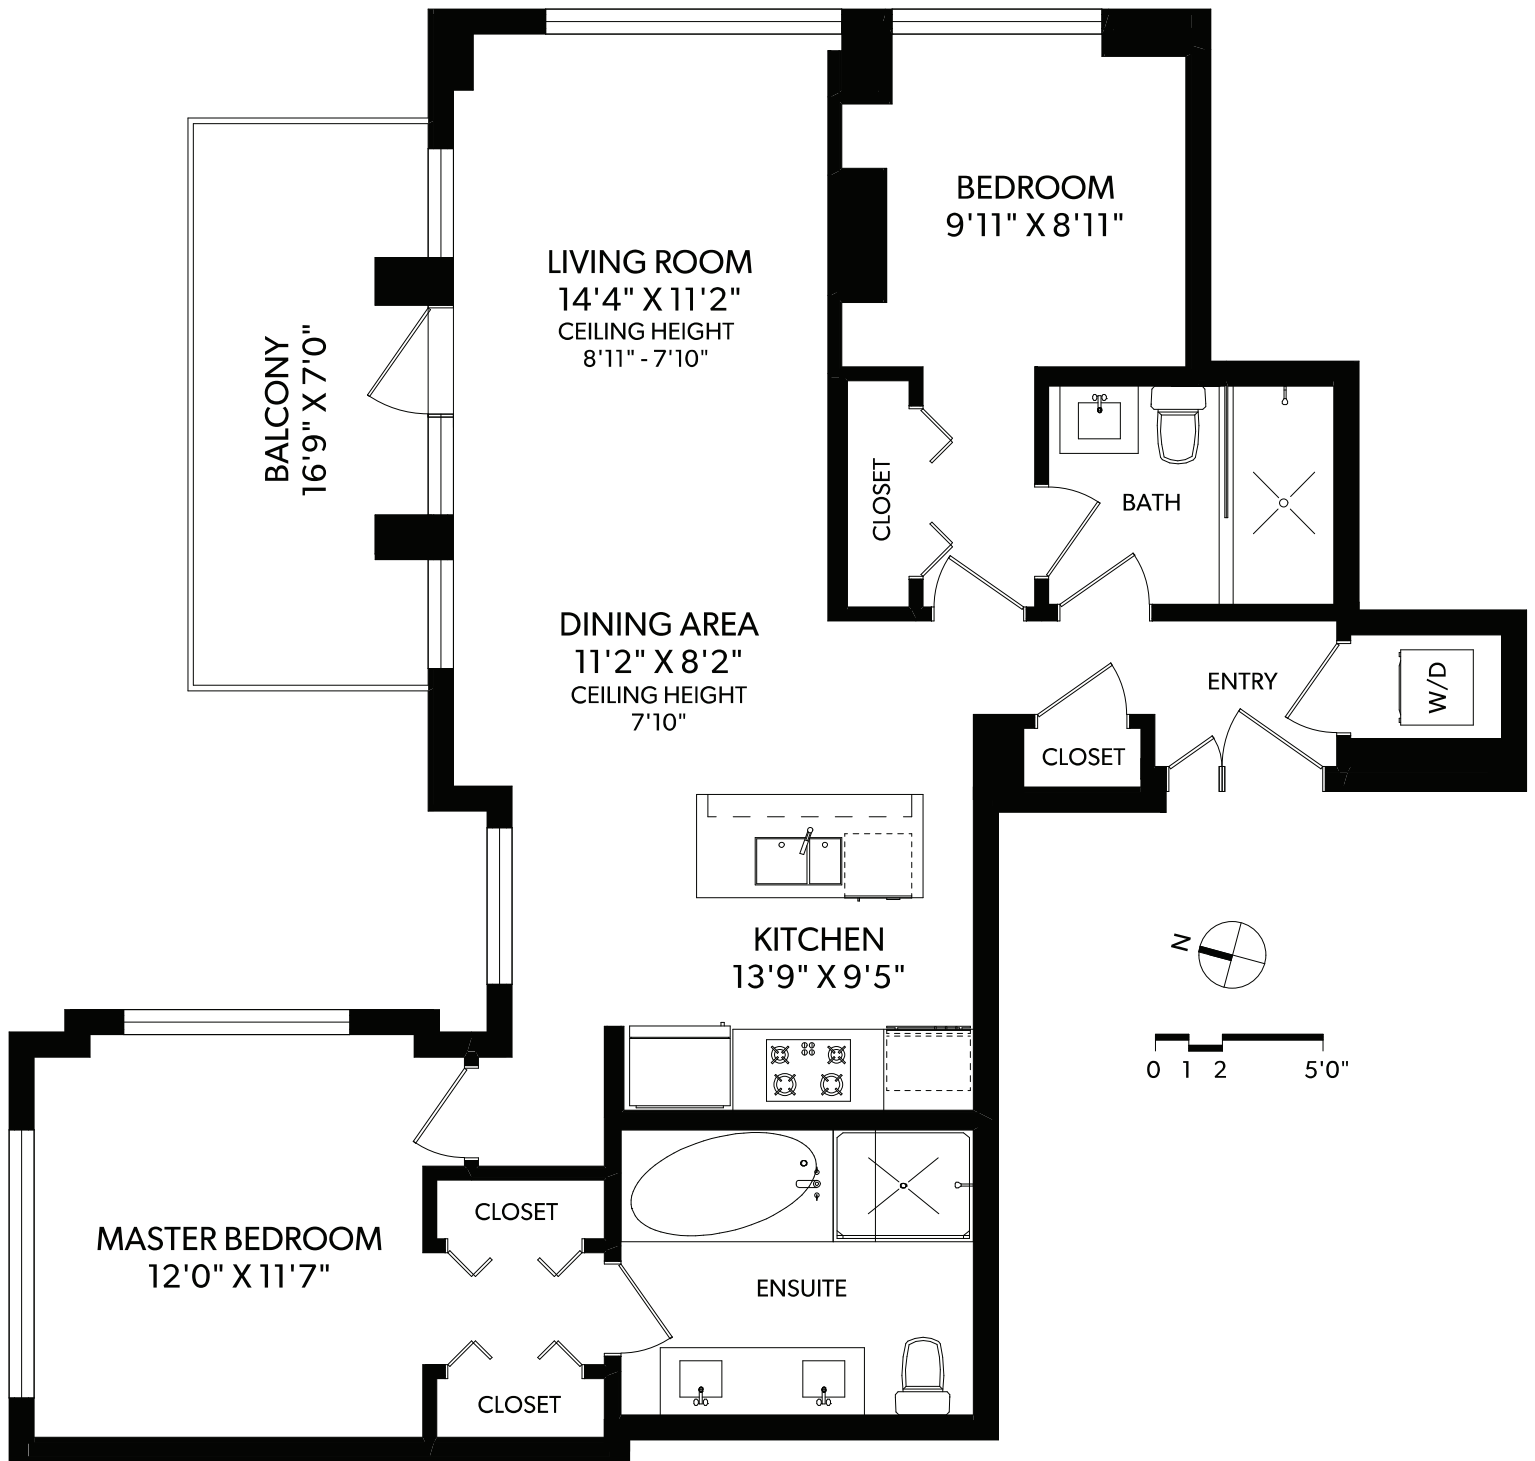 BEDROOM
9'11" X 8'11"
LIVING ROOM
14'4" X 11'2"
CEILING HEIGHT
8'11" - 7'10"
BALCONY
16'9" X 7'0"
CLOSET
BATH
DINING AREA
11'2" X 8'2"
CEILING HEIGHT
7'10"
ENTRY
W/D
CLOSET
KITCHEN
13'9" X 9'5"
N
0 1 2 5'0"
CLOSET
MASTER BEDROOM
12'0" X 11'7"
ENSUITE
CLOSET